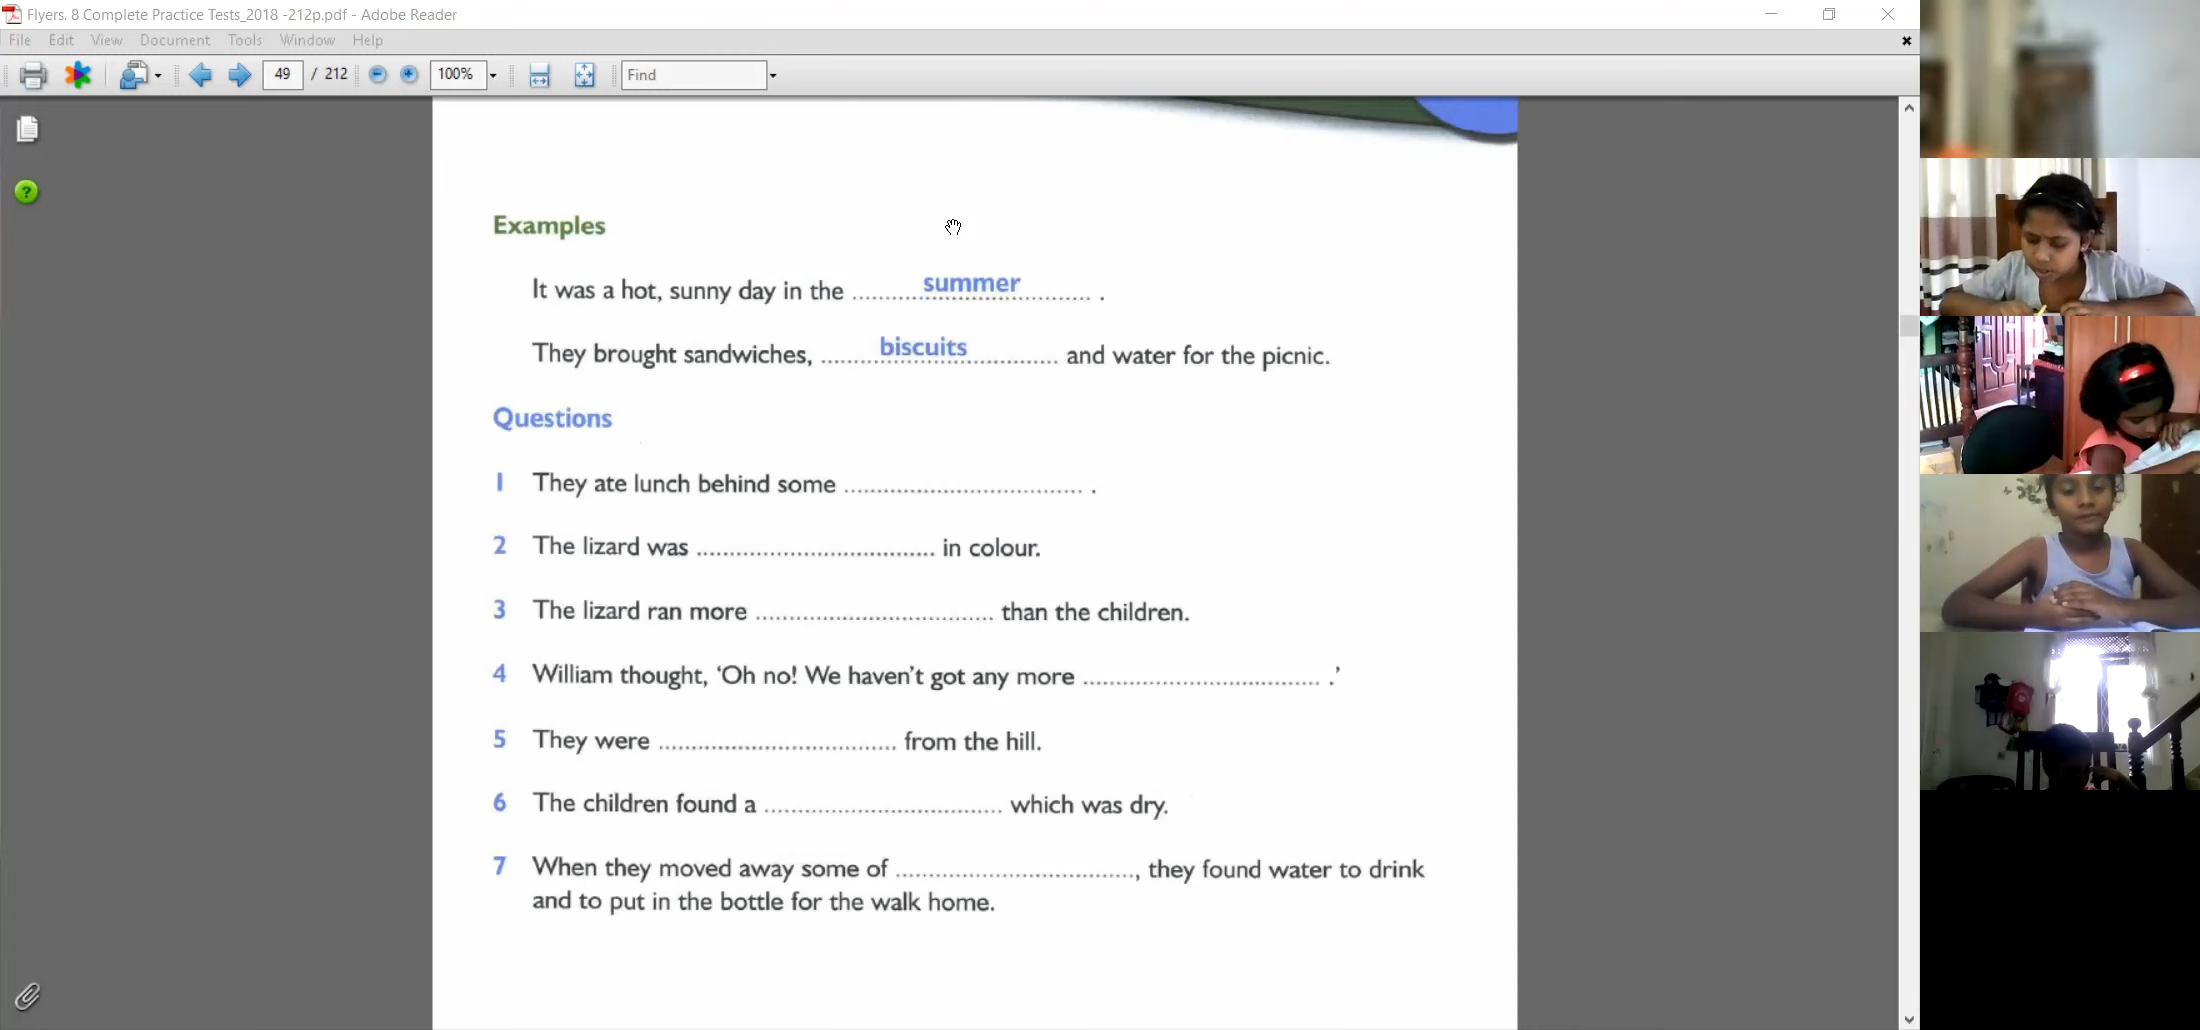 Flyers. 8 Complete Practice Tests_2018 -212p.pdf - Adobe Reader
File Edit View Document Tools Window Help
49 / 212 100% Find
Examples
It was a hot, sunny day in the .................................... .
summer
They brought sandwiches, .................................... and water for the picnic.
biscuits
Questions
1 They ate lunch behind some .................................... .
2 The lizard was .................................... in colour.
3 The lizard ran more .................................... than the children.
4 William thought, ‘Oh no! We haven’t got any more .................................... .’
5 They were .................................... from the hill.
6 The children found a .................................... which was dry.
7 When they moved away some of ...................................., they found water to drink
and to put in the bottle for the walk home.